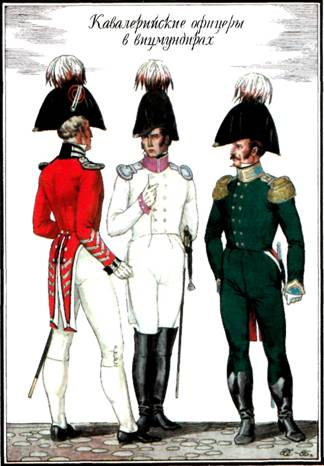 Кавалерийские офицеры
в вицмундирах